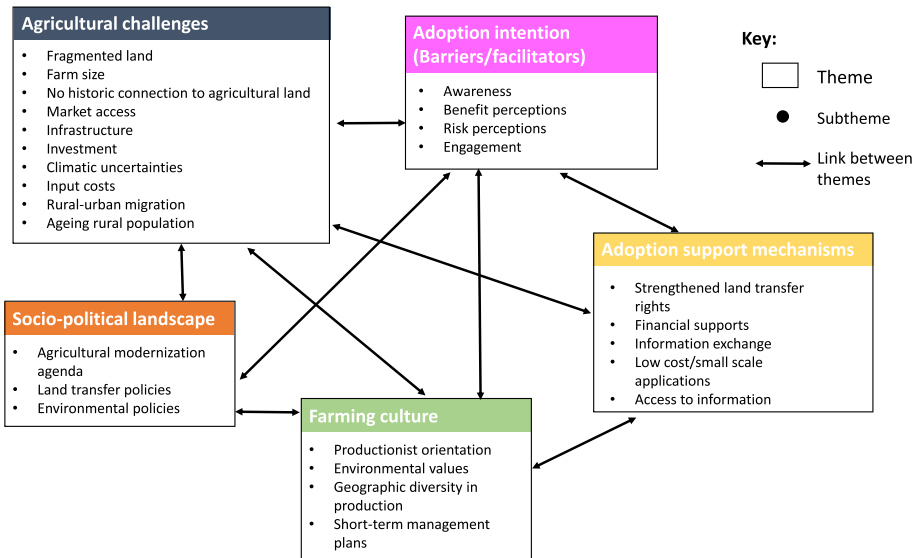 Agricultural challenges
• Fragmented land
• Farm size
• No historic connection to agricultural land
• Market access
• Infrastructure
• Investment
• Climatic uncertainties
• Input costs
• Rural-urban migration
• Ageing rural population
Adoption intention
(Barriers/facilitators)
• Awareness
• Benefit perceptions
• Risk perceptions
• Engagement
Key:
Theme
Subtheme
Link between
themes
Adoption support mechanisms
• Strengthened land transfer
rights
• Financial supports
• Information exchange
• Low cost/small scale
applications
• Access to information
Socio-political landscape
• Agricultural modernization
agenda
• Land transfer policies
• Environmental policies
Farming culture
• Productionist orientation
• Environmental values
• Geographic diversity in
production
• Short-term management
plans